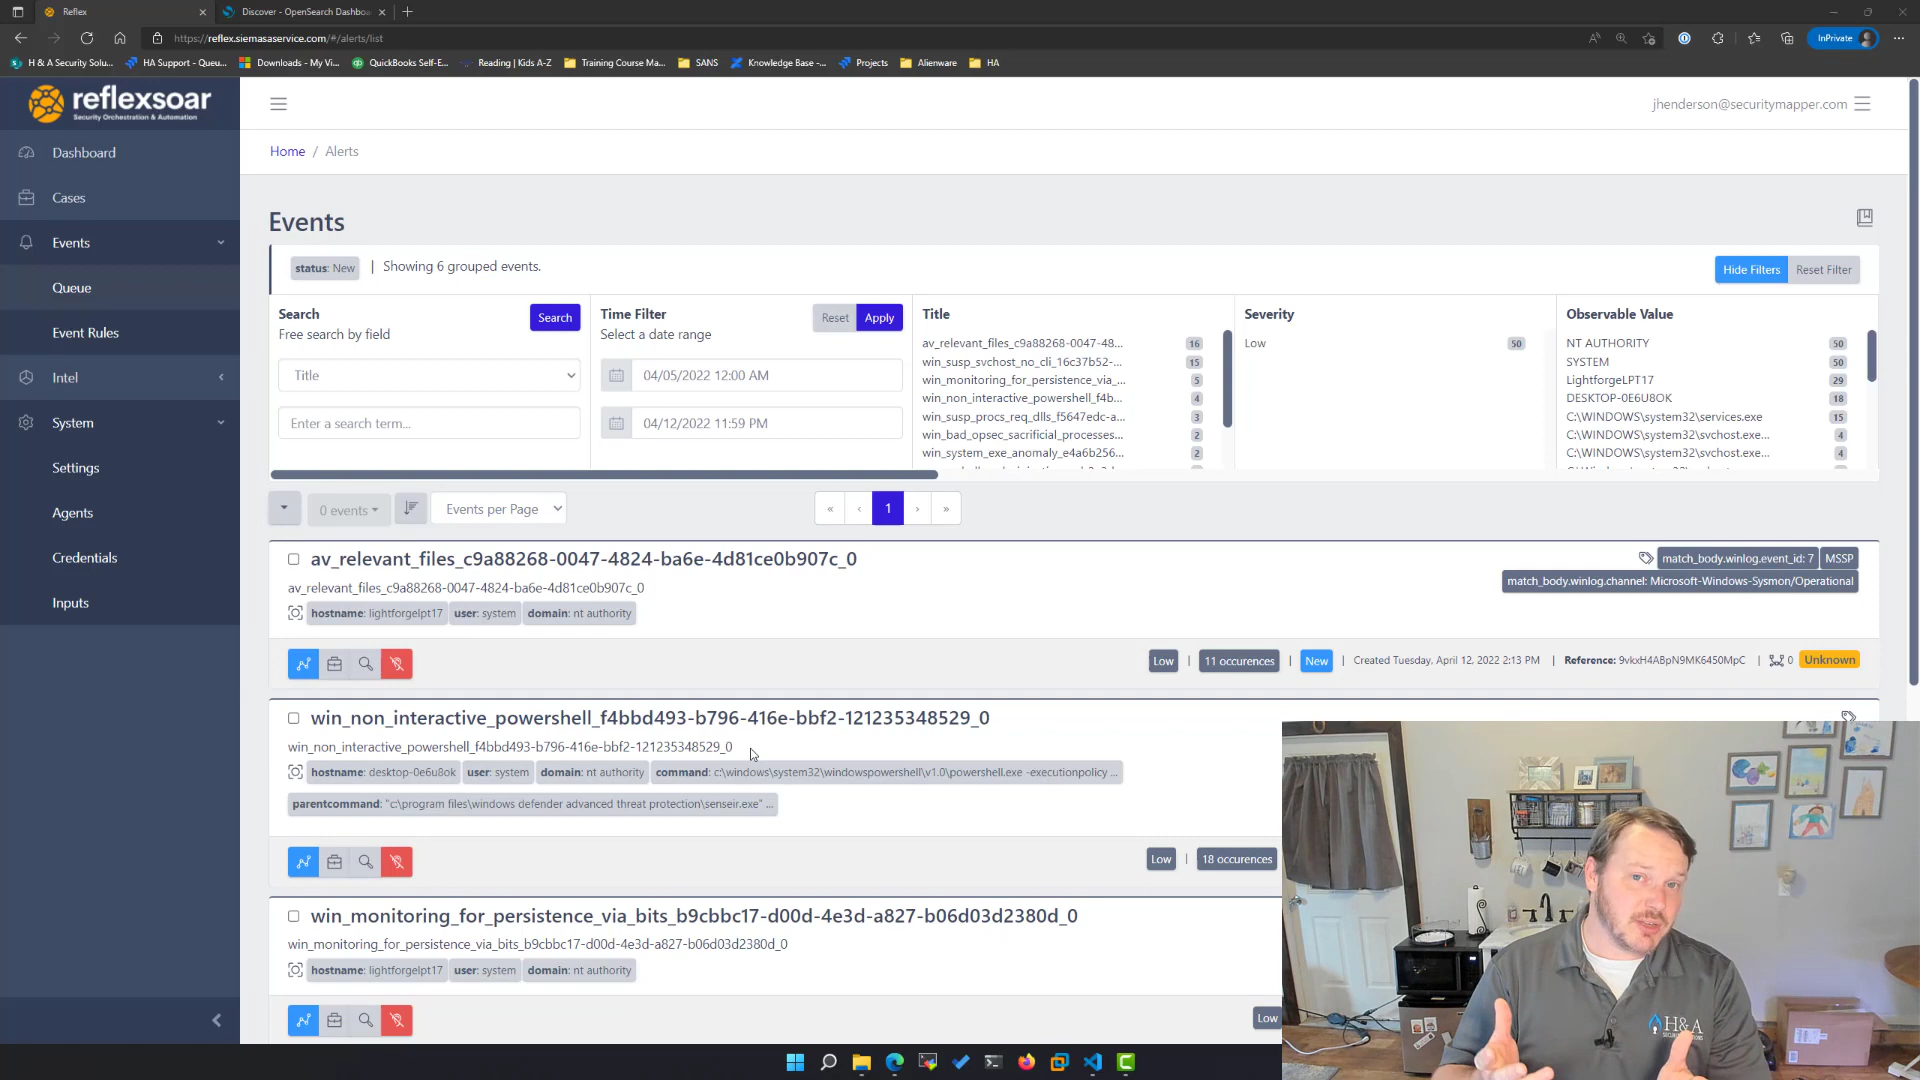 Reflex
Discover - OpenSearch Dashboa
https://reflex.siemasaservice.com/#/alerts/list
InPrivate
H & A Security Solu...
HA Support - Queu...
Downloads - My Vi...
QuickBooks Self-E...
Reading | Kids A-Z
Training Course Ma...
SANS
Knowledge Base -...
Projects
Alienware
HA
reflexsoar
Security Orchestration & Automation
jhenderson@securitymapper.com
Dashboard
Cases
Events
Queue
Event Rules
Intel
System
Settings
Agents
Credentials
Inputs
Home / Alerts
Events
status: New | Showing 6 grouped events.
Hide Filters Reset Filter
Search
Free search by field
Search
Title
Enter a search term...
Time Filter
Select a date range
Reset Apply
04/05/2022 12:00 AM
04/12/2022 11:59 PM
Title
av_relevant_files_c9a88268-0047-48... 16
win_susp_svchost_no_cli_16c37b52-... 15
win_monitoring_for_persistence_via_... 5
win_non_interactive_powershell_f4b... 4
win_susp_procs_req_dlls_f5647edc-a... 3
win_bad_opsec_sacrificial_processes... 2
win_system_exe_anomaly_e4a6b256... 2
Severity
Low 50
Observable Value
NT AUTHORITY 50
SYSTEM 50
LightforgeLPT17 29
DESKTOP-0E6U8OK 18
C:\WINDOWS\system32\services.exe 15
C:\WINDOWS\system32\svchost.exe... 4
C:\WINDOWS\system32\svchost.exe... 4
0 events
Events per Page
« ‹ 1 › »
av_relevant_files_c9a88268-0047-4824-ba6e-4d81ce0b907c_0
av_relevant_files_c9a88268-0047-4824-ba6e-4d81ce0b907c_0
hostname: lightforgelpt17 user: system domain: nt authority
match_body.winlog.event_id: 7 MSSP
match_body.winlog.channel: Microsoft-Windows-Sysmon/Operational
Low | 11 occurences | New | Created Tuesday, April 12, 2022 2:13 PM | Reference: 9vkxH4ABpN9MK6450MpC | 0 Unknown
win_non_interactive_powershell_f4bbd493-b796-416e-bbf2-121235348529_0
win_non_interactive_powershell_f4bbd493-b796-416e-bbf2-121235348529_0
hostname: desktop-0e6u8ok user: system domain: nt authority command: c:\windows\system32\windowspowershell\v1.0\powershell.exe -executionpolicy ...
parentcommand: "c:\program files\windows defender advanced threat protection\senseir.exe" ...
Low | 18 occurences
win_monitoring_for_persistence_via_bits_b9cbbc17-d00d-4e3d-a827-b06d03d2380d_0
win_monitoring_for_persistence_via_bits_b9cbbc17-d00d-4e3d-a827-b06d03d2380d_0
hostname: lightforgelpt17 user: system domain: nt authority
Low
H&A